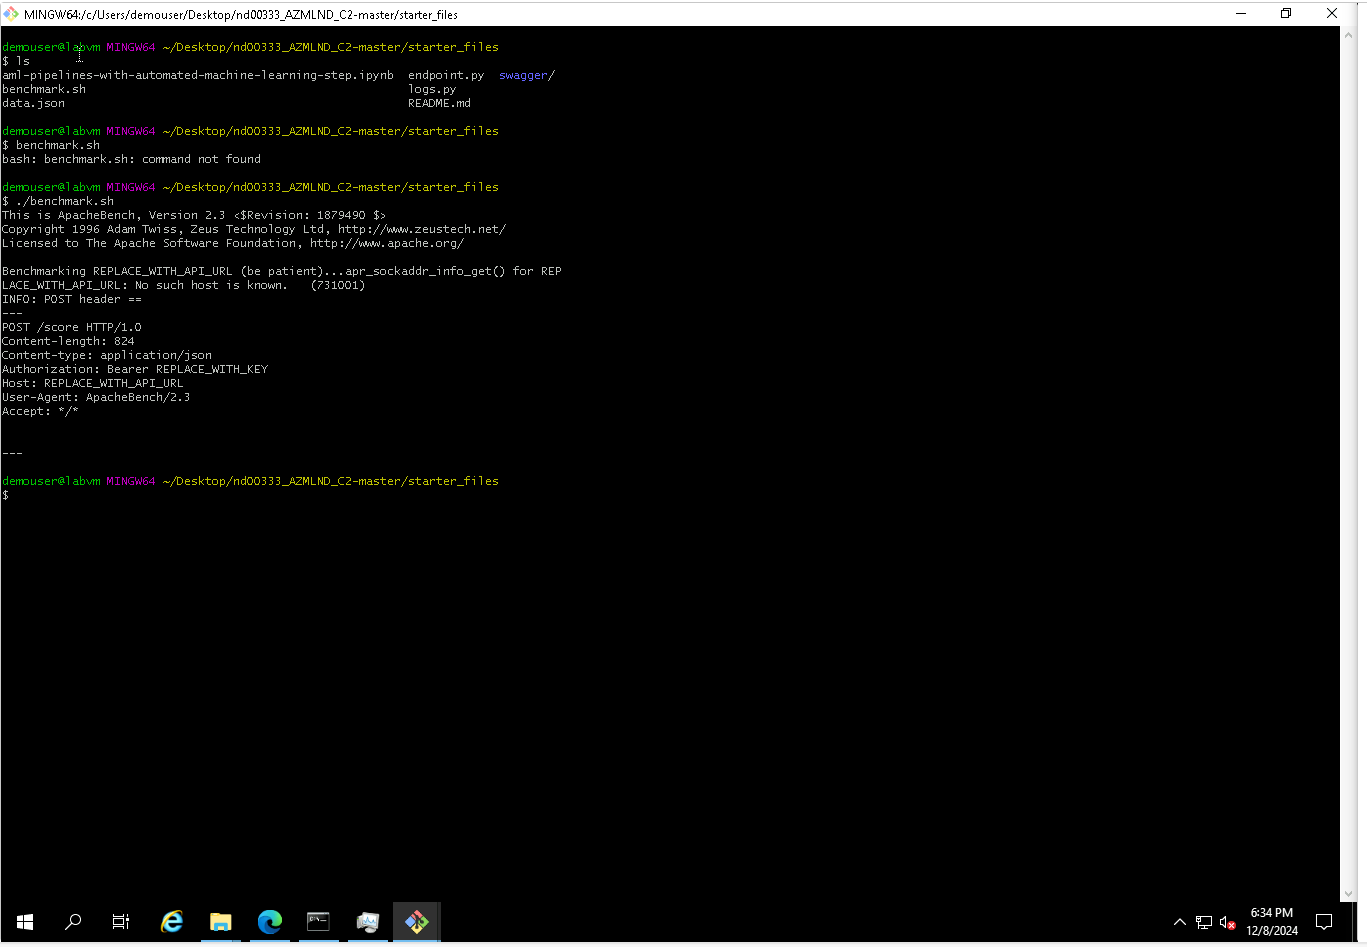 MINGW64:/c/Users/demouser/Desktop/nd00333_AZMLND_C2-master/starter_files
demouser@labvm MINGW64 ~/Desktop/nd00333_AZMLND_C2-master/starter_files
$ ls
aml-pipelines-with-automated-machine-learning-step.ipynb  endpoint.py  swagger/
benchmark.sh                                              logs.py
data.json                                                 README.md
demouser@labvm MINGW64 ~/Desktop/nd00333_AZMLND_C2-master/starter_files
$ benchmark.sh
bash: benchmark.sh: command not found
demouser@labvm MINGW64 ~/Desktop/nd00333_AZMLND_C2-master/starter_files
$ ./benchmark.sh
This is ApacheBench, Version 2.3 <$Revision: 1879490 $>
Copyright 1996 Adam Twiss, Zeus Technology Ltd, http://www.zeustech.net/
Licensed to The Apache Software Foundation, http://www.apache.org/
Benchmarking REPLACE_WITH_API_URL (be patient)...apr_sockaddr_info_get() for REP
LACE_WITH_API_URL: No such host is known.   (731001)
INFO: POST header ==
---
POST /score HTTP/1.0
Content-length: 824
Content-type: application/json
Authorization: Bearer REPLACE_WITH_KEY
Host: REPLACE_WITH_API_URL
User-Agent: ApacheBench/2.3
Accept: */*
---
demouser@labvm MINGW64 ~/Desktop/nd00333_AZMLND_C2-master/starter_files
$
6:34 PM
12/8/2024